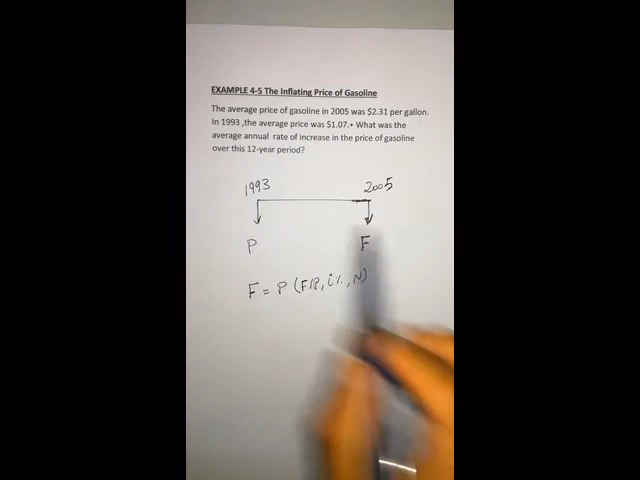 EXAMPLE 4-5 The Inflating Price of Gasoline
The average price of gasoline in 2005 was $2.31 per gallon.
In 1993 ,the average price was $1.07.• What was the
average annual rate of increase in the price of gasoline
over this 12-year period?
1993 2005
P F
F = P (F/P, i%, N)